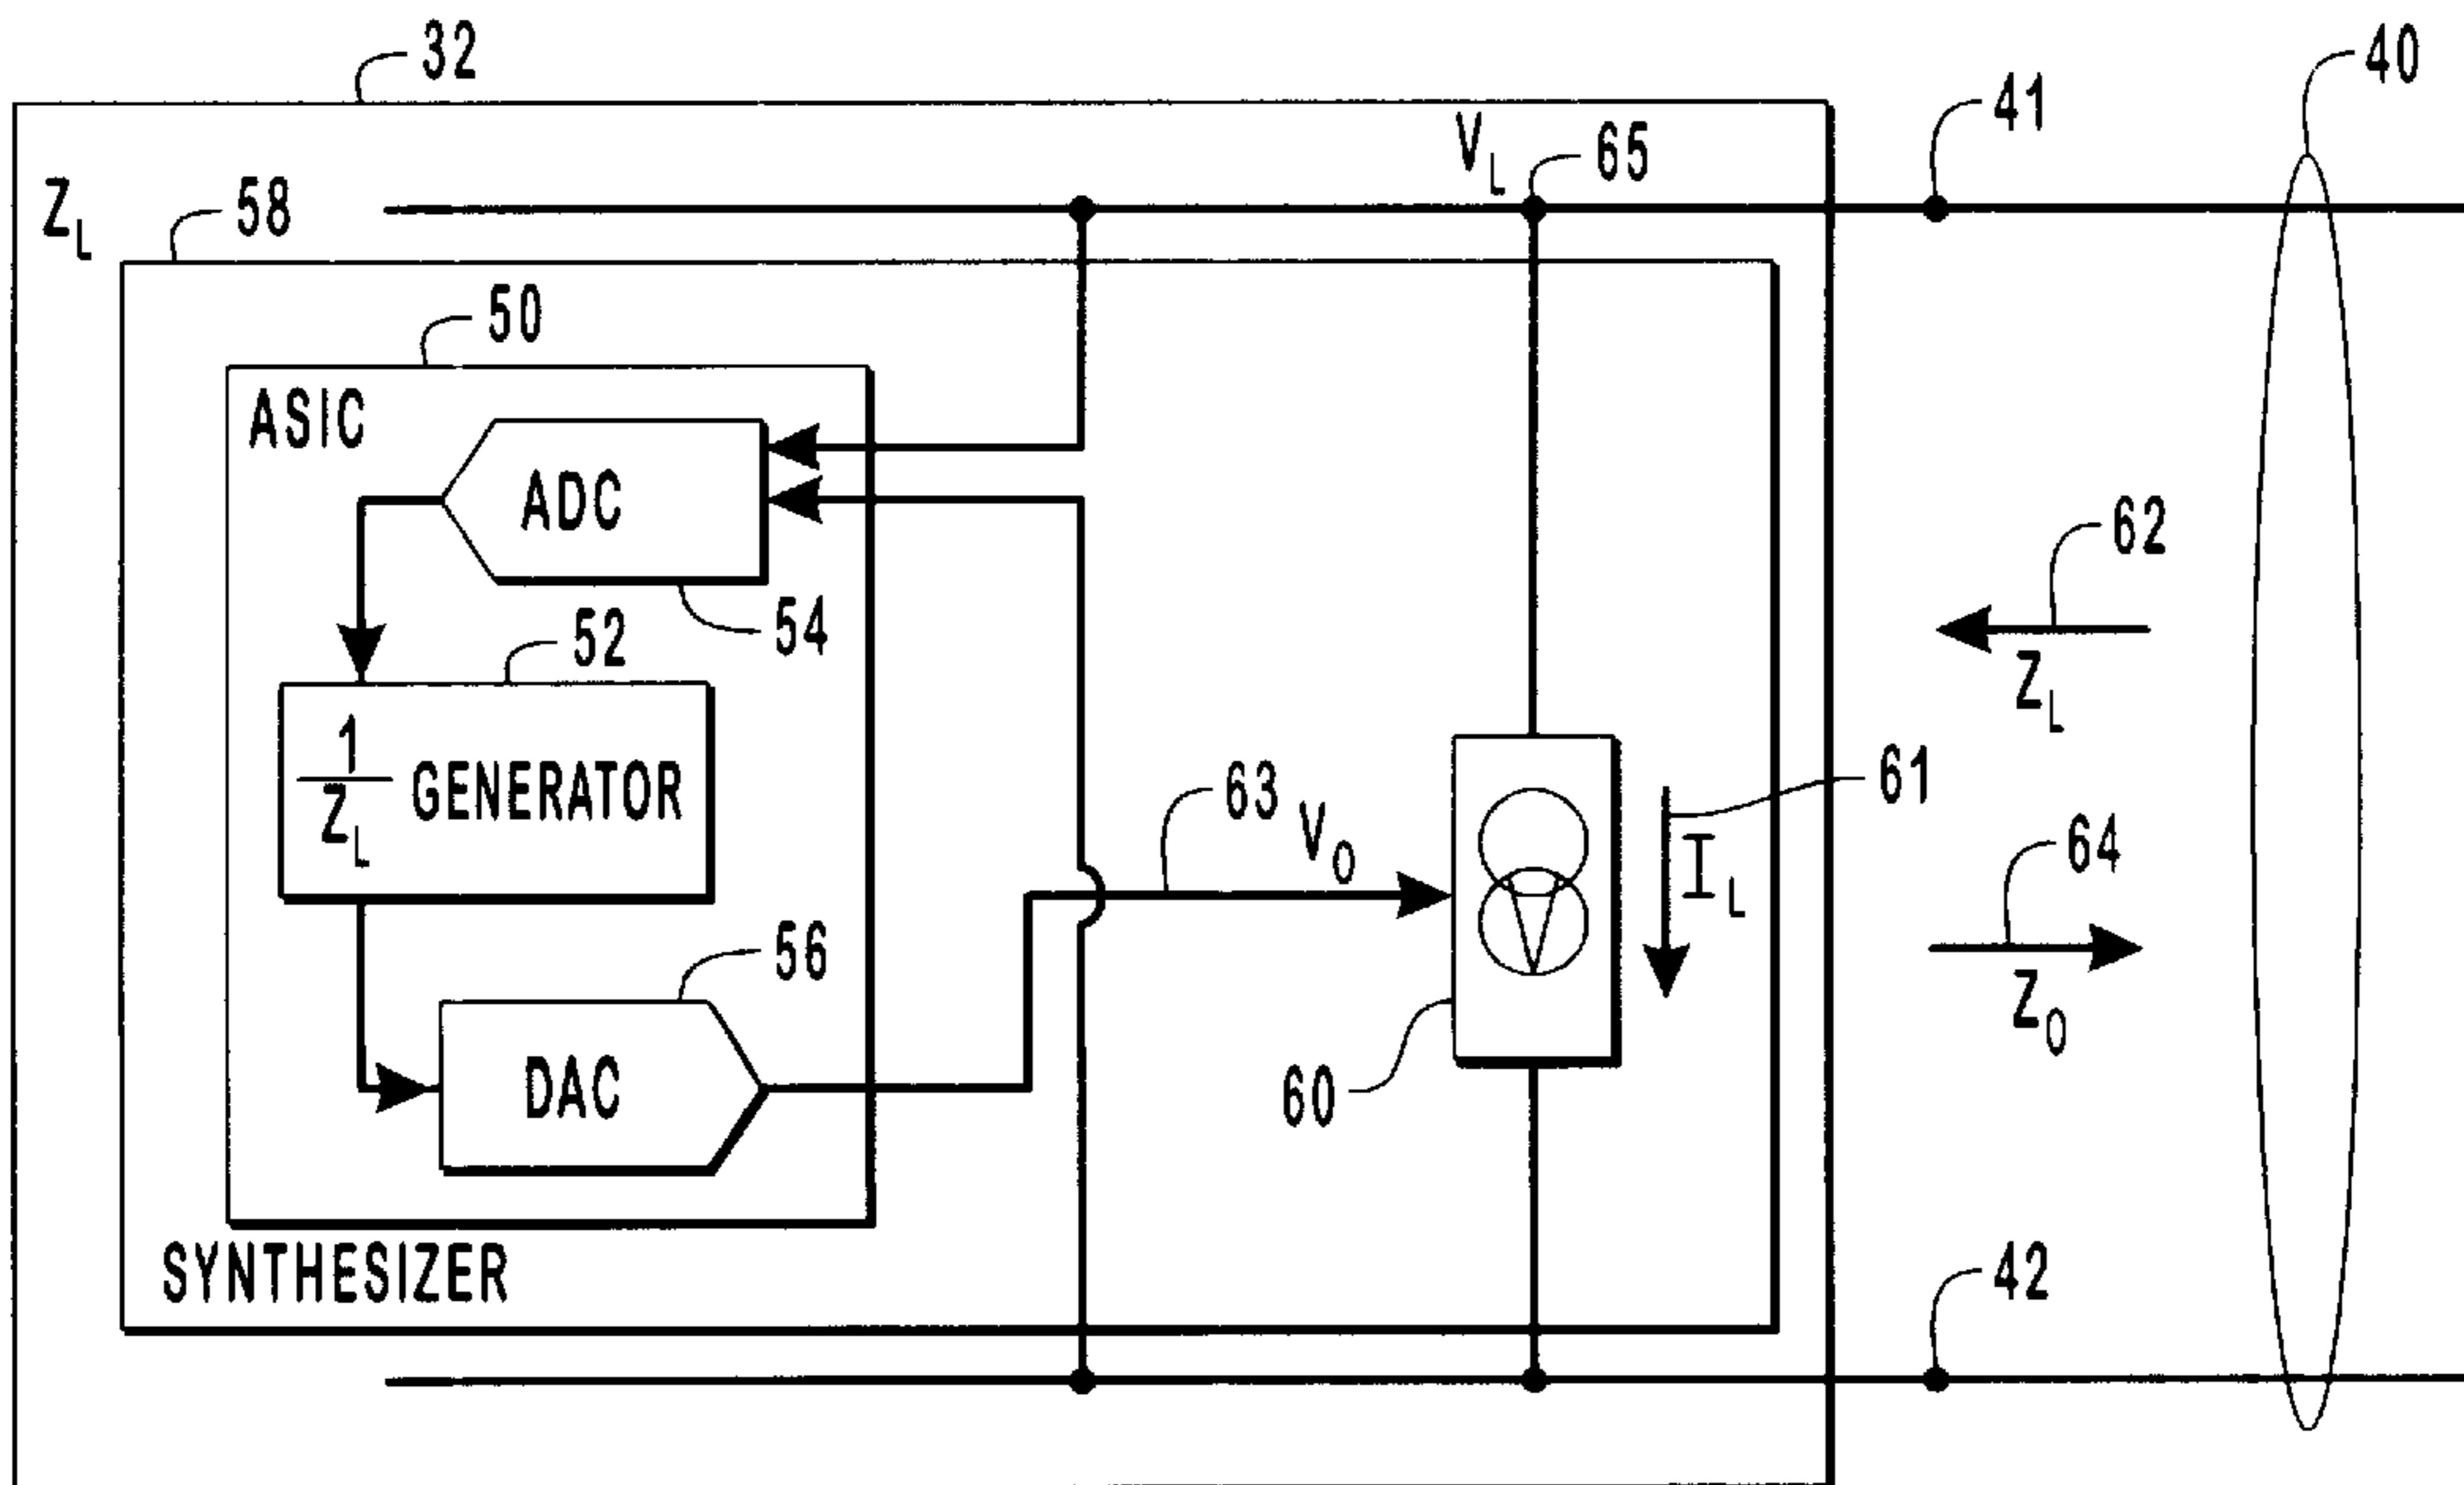 32
40
41
V_L
65
Z_L
58
50
ASIC
ADC
62
54
52
Z_L
1
Z_L
GENERATOR
63
V_O
61
I_L
64
56
Z_O
DAC
60
SYNTHESIZER
42